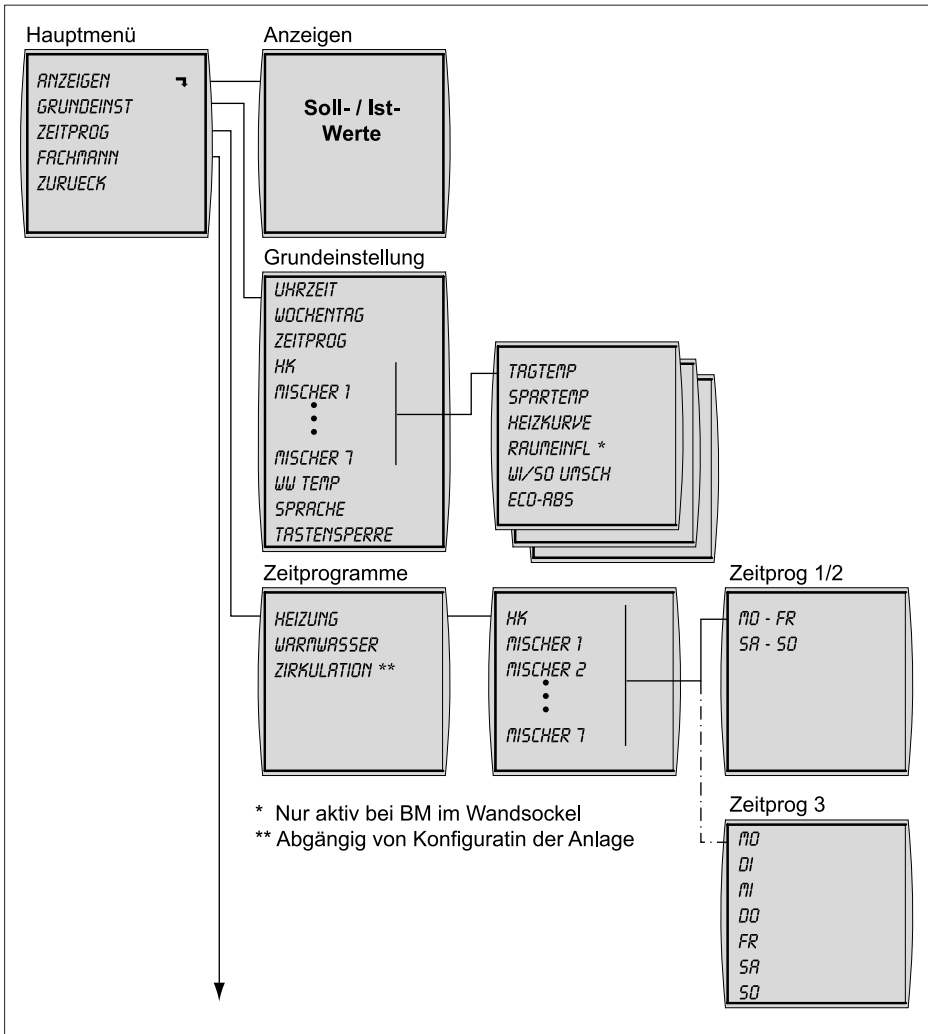 Hauptmenü
ANZEIGEN
GRUNDEINST
ZEITPROG
FACHMANN
ZURUECK
Anzeigen
Soll- / Ist-
Werte
Grundeinstellung
UHRZEIT
WOCHENTAG
ZEITPROG
HK
MISCHER 1
MISCHER 7
WW TEMP
SPRACHE
TASTENSPERRE
TAGTEMP
SPARTEMP
HEIZKURVE
RAUMEINFL *
WI/SO UMSCH
ECO-ABS
Zeitprogramme
HEIZUNG
WARMWASSER
ZIRKULATION **
HK
MISCHER 1
MISCHER 2
MISCHER 7
Zeitprog 1/2
MO - FR
SA - SO
Zeitprog 3
MO
DI
MI
DO
FR
SA
SO
* Nur aktiv bei BM im Wandsockel
** Abgängig von Konfiguratin der Anlage